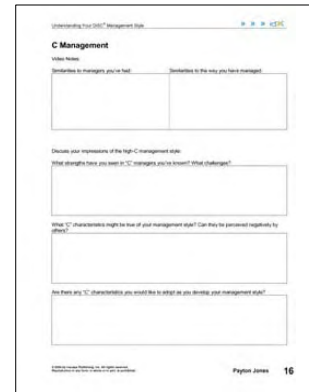 Understanding Your DiSC® Management Style
C Management
Video Notes:
Similarities to managers you've had: Similarities to the way you have managed:
Discuss your impressions of the high-C management style:
What strengths have you seen in "C" managers you've known? What challenges?
What "C" characteristics might be true of your management style? Can they be perceived negatively by
others?
Are there any "C" characteristics you would like to adopt as you develop your management style?
Payton Jones 16